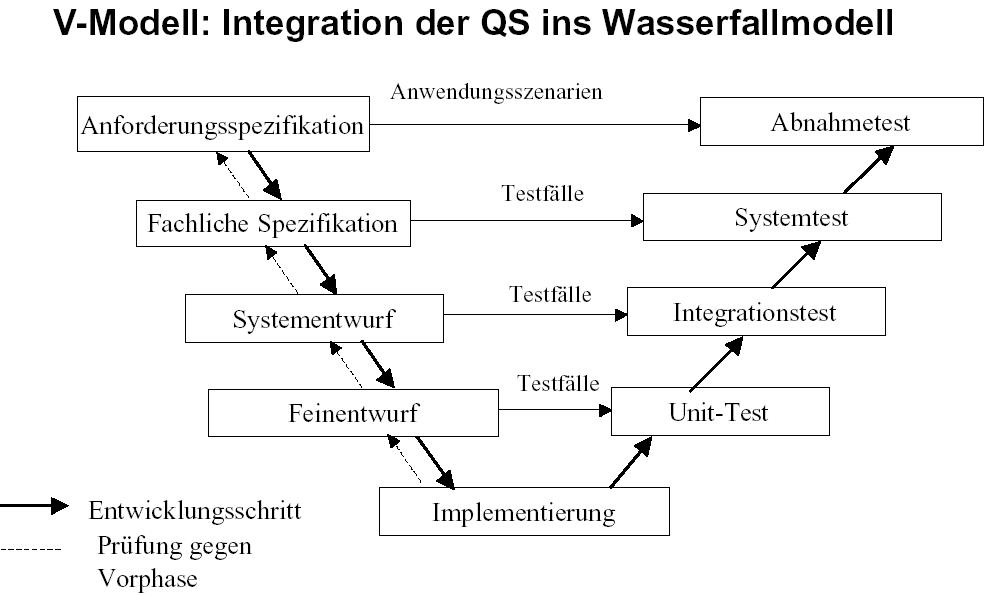 V-Modell: Integration der QS ins Wasserfallmodell
Anwendungsszenarien
Anforderungsspezifikation
Abnahmetest
Testfälle
Fachliche Spezifikation
Systemtest
Testfälle
Systementwurf
Integrationstest
Testfälle
Feinentwurf
Unit-Test
Implementierung
Entwicklungsschritt
Prüfung gegen
Vorphase